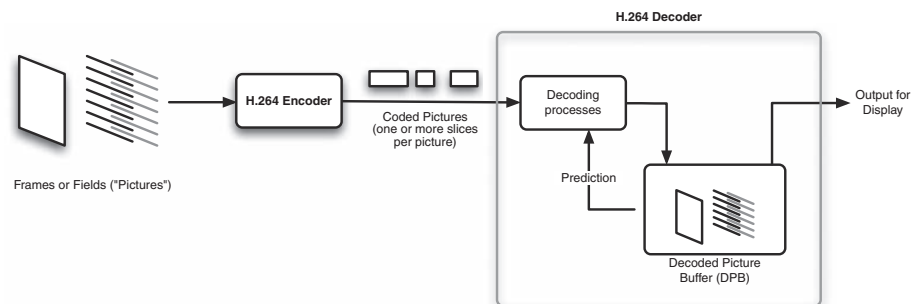 H.264 Decoder
H.264 Encoder
Coded Pictures
(one or more slices
per picture)
Decoding
processes
Output for
Display
Prediction
Frames or Fields ("Pictures")
Decoded Picture
Buffer (DPB)